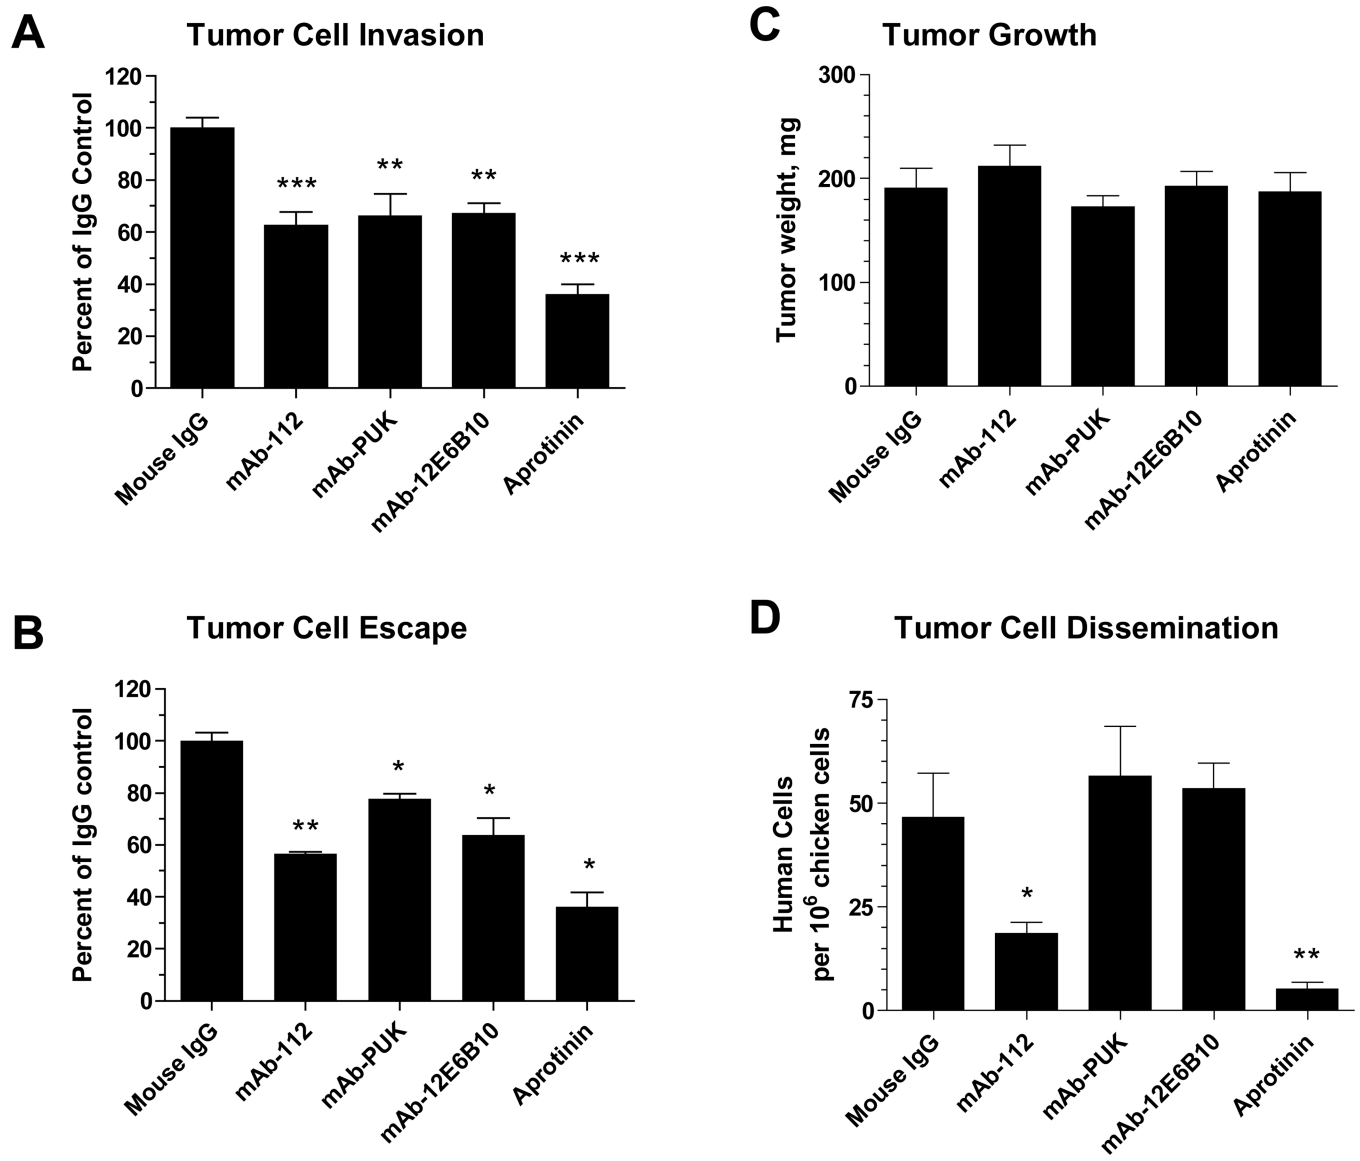 A
Tumor Cell Invasion
Percent of IgG Control
120
100
80
60
40
20
0
***
**
**
***
Mouse IgG
mAb-112
mAb-PUK
mAb-12E6B10
Aprotinin
C
Tumor Growth
Tumor weight, mg
300
200
100
0
Mouse IgG
mAb-112
mAb-PUK
mAb-12E6B10
Aprotinin
B
Tumor Cell Escape
Percent of IgG control
120
100
80
60
40
20
0
**
*
*
*
Mouse IgG
mAb-112
mAb-PUK
mAb-12E6B10
Aprotinin
D
Tumor Cell Dissemination
Human Cells
per 10⁶ chicken cells
75
50
25
0
*
**
Mouse IgG
mAb-112
mAb-PUK
mAb-12E6B10
Aprotinin